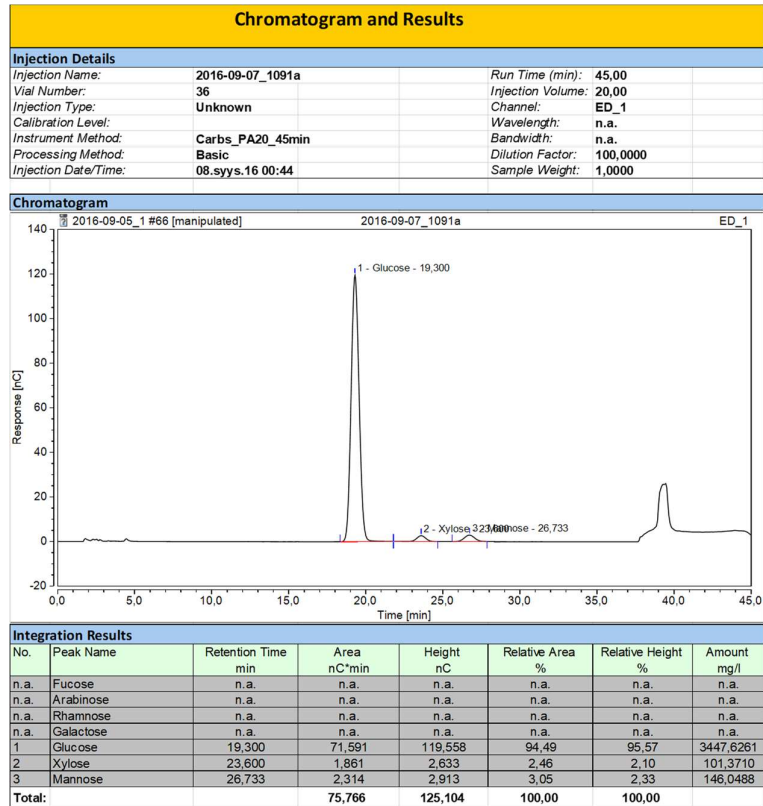 Chromatogram and Results
Injection Details
Injection Name: 2016-09-07_1091a Run Time (min): 45,00
Vial Number: 36 Injection Volume: 20,00
Injection Type: Unknown Channel: ED_1
Calibration Level: Wavelength: n.a.
Instrument Method: Carbs_PA20_45min Bandwidth: n.a.
Processing Method: Basic Dilution Factor: 100,0000
Injection Date/Time: 08.syys.16 00:44 Sample Weight: 1,0000
Chromatogram
2016-09-05_1 #66 [manipulated] 2016-09-07_1091a ED_1
140
120
100
80
60
40
20
0
-20
Response [nC]
1 - Glucose - 19,300
2 - Xylose - 23,600
3 - Mannose - 26,733
0,0 5,0 10,0 15,0 20,0 25,0 30,0 35,0 40,0 45,0
Time [min]
Integration Results
No. Peak Name Retention Time Area Height Relative Area Relative Height Amount
min nC*min nC % % mg/l
n.a. Fucose n.a. n.a. n.a. n.a. n.a. n.a.
n.a. Arabinose n.a. n.a. n.a. n.a. n.a. n.a.
n.a. Rhamnose n.a. n.a. n.a. n.a. n.a. n.a.
n.a. Galactose n.a. n.a. n.a. n.a. n.a. n.a.
1 Glucose 19,300 71,591 119,558 94,49 95,57 3447,6261
2 Xylose 23,600 1,861 2,633 2,46 2,10 101,3710
3 Mannose 26,733 2,314 2,913 3,05 2,33 146,0488
Total: 75,766 125,104 100,00 100,00